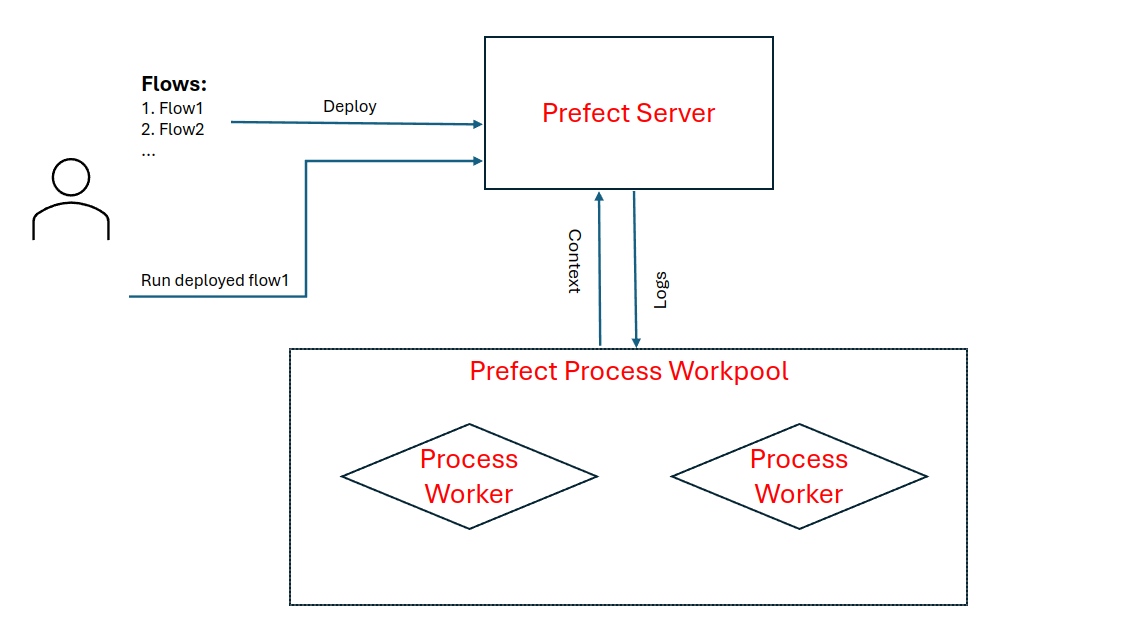 Flows:
1. Flow1
2. Flow2
...
Deploy
Prefect Server
Run deployed flow1
Context
Logs
Prefect Process Workpool
Process
Worker
Process
Worker